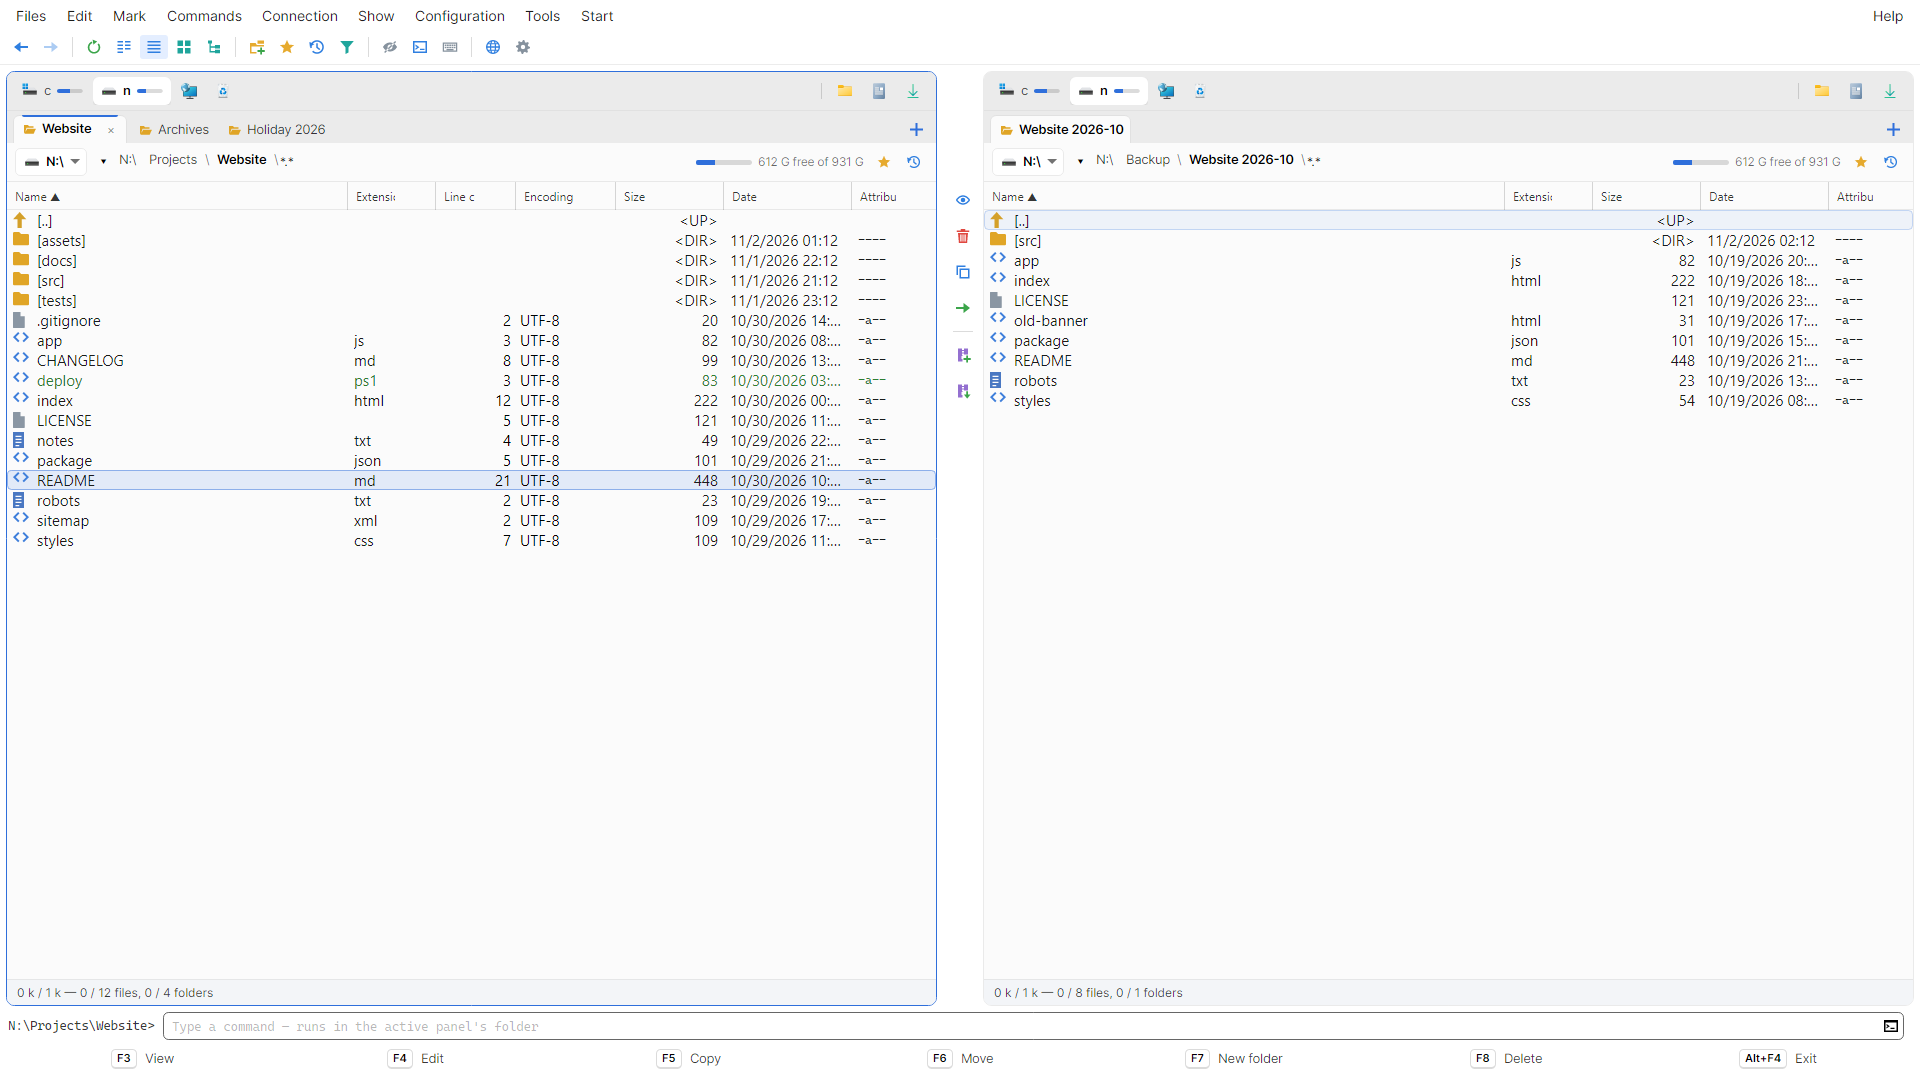 Files Edit Mark Commands Connection Show Configuration Tools Start Help
c n
Website × Archives Holiday 2026
N:\ N:\ Projects \ Website \*.* 612 G free of 931 G
Name Extensi Line c Encoding Size Date Attribu
[..] <UP>
[assets] <DIR> 11/2/2026 01:12 ----
[docs] <DIR> 11/1/2026 22:12 ----
[src] <DIR> 11/1/2026 21:12 ----
[tests] <DIR> 11/1/2026 23:12 ----
.gitignore 2 UTF-8 20 10/30/2026 14:... -a--
app js 3 UTF-8 82 10/30/2026 08:... -a--
CHANGELOG md 8 UTF-8 99 10/30/2026 13:... -a--
deploy ps1 3 UTF-8 83 10/30/2026 03:... -a--
index html 12 UTF-8 222 10/30/2026 00:... -a--
LICENSE 5 UTF-8 121 10/30/2026 11:... -a--
notes txt 4 UTF-8 49 10/29/2026 22:... -a--
package json 5 UTF-8 101 10/29/2026 21:... -a--
README md 21 UTF-8 448 10/30/2026 10:... -a--
robots txt 2 UTF-8 23 10/29/2026 19:... -a--
sitemap xml 2 UTF-8 109 10/29/2026 17:... -a--
styles css 7 UTF-8 109 10/29/2026 11:... -a--
0 k / 1 k — 0 / 12 files, 0 / 4 folders
c n
Website 2026-10
N:\ N:\ Backup \ Website 2026-10 \*.* 612 G free of 931 G
Name Extensi Size Date Attribu
[..] <UP>
[src] <DIR> 11/2/2026 02:12 ----
app js 82 10/19/2026 20:... -a--
index html 222 10/19/2026 18:... -a--
LICENSE 121 10/19/2026 23:... -a--
old-banner html 31 10/19/2026 17:... -a--
package json 101 10/19/2026 15:... -a--
README md 448 10/19/2026 21:... -a--
robots txt 23 10/19/2026 13:... -a--
styles css 54 10/19/2026 08:... -a--
0 k / 1 k — 0 / 8 files, 0 / 1 folders
N:\Projects\Website> Type a command — runs in the active panel's folder
F3 View F4 Edit F5 Copy F6 Move F7 New folder F8 Delete Alt+F4 Exit